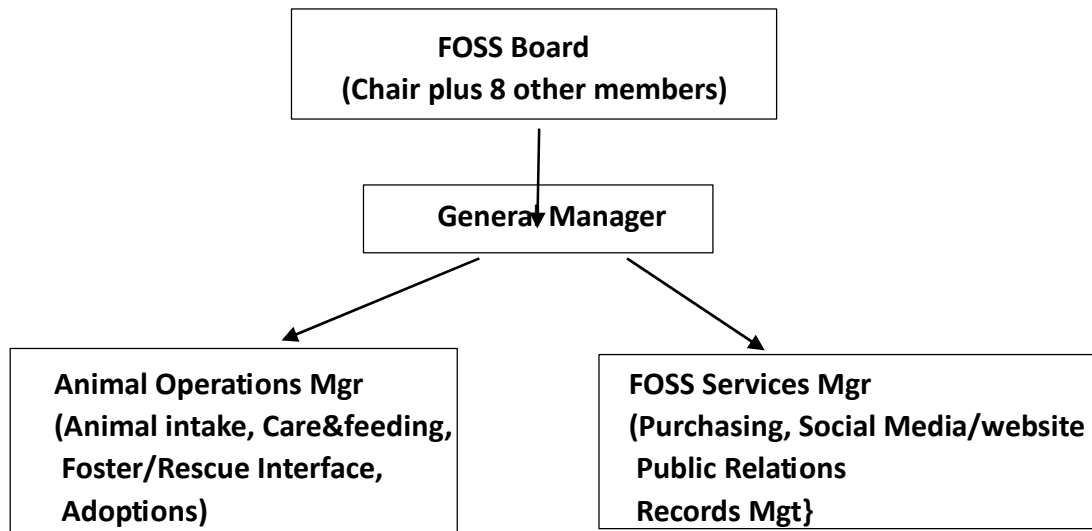 FOSS Board
(Chair plus 8 other members)
General Manager
Animal Operations Mgr
(Animal intake, Care&feeding,
Foster/Rescue Interface,
Adoptions)
FOSS Services Mgr
(Purchasing, Social Media/website
Public Relations
Records Mgt}